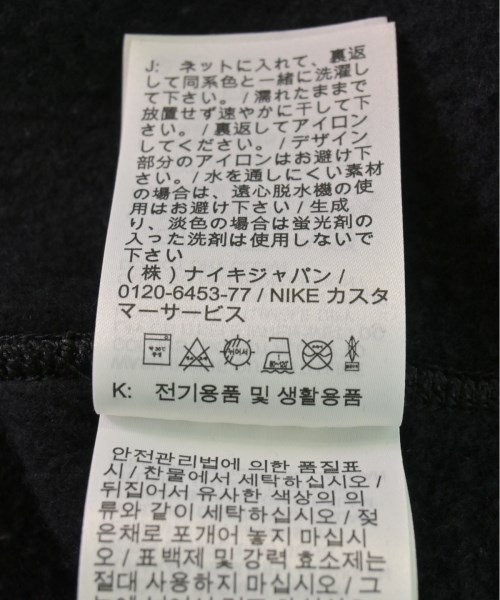 J: ネットに入れて、裏返
して同系色と一緒に洗濯し
て下さい。/ 濡れたままで
放置せず速やかに干して下
さい。/ 裏返してアイロン
してください。/ デザイン
部分のアイロンはお避け下
さい。/ 水を通しにくい素材
の場合は、遠心脱水機の使
用はお避け下さい / 生成
り、淡色の場合は蛍光剤の
入った洗剤は使用しないで
下さい
(株) ナイキジャパン /
0120-6453-77 / NIKE カスタ
マーサービス
K: 전기용품 및 생활용품
안전관리법에 의한 품질표
시 / 찬물에서 세탁하십시오 /
뒤집어서 유사한 색상의 의
류와 같이 세탁하십시오 / 젖
은채로 포개어 놓지 마십시
오 / 표백제 및 강력 효소제는
절대 사용하지 마십시오 / 그